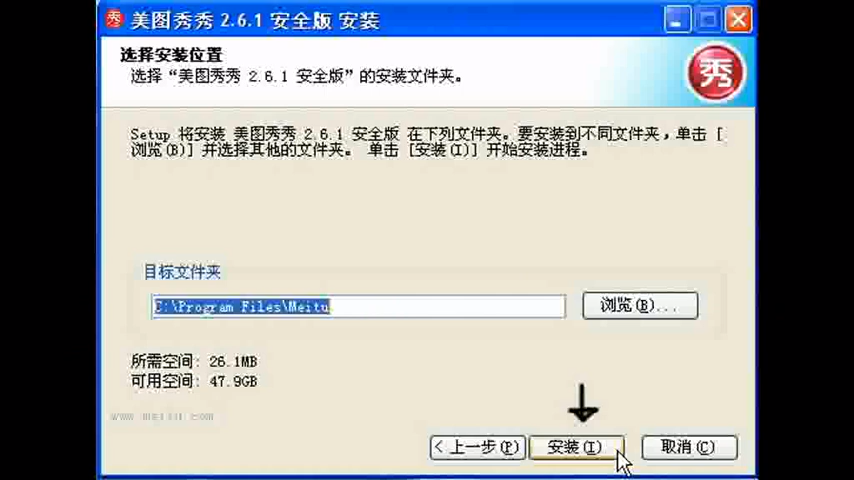 美图秀秀 2.6.1 安全版 安装
选择安装位置
选择“美图秀秀 2.6.1 安全版”的安装文件夹。
秀
Setup 将安装 美图秀秀 2.6.1 安全版 在下列文件夹。要安装到不同文件夹，单击 [
浏览(B)] 并选择其他的文件夹。 单击 [安装(I)] 开始安装进程。
目标文件夹
C:\Program Files\Meitu
浏览(B)...
所需空间: 26.1MB
可用空间: 47.9GB
< 上一步(P)
安装(I)
取消(C)